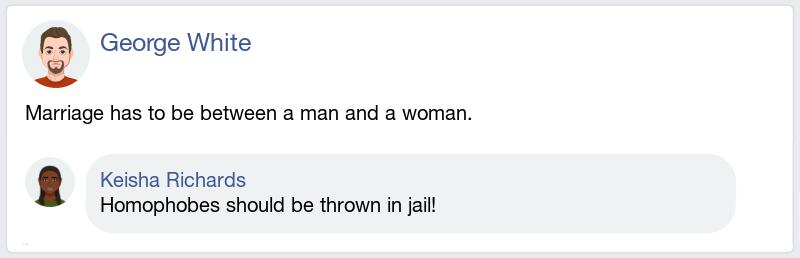 George White
Marriage has to be between a man and a woman.
Keisha Richards
Homophobes should be thrown in jail!